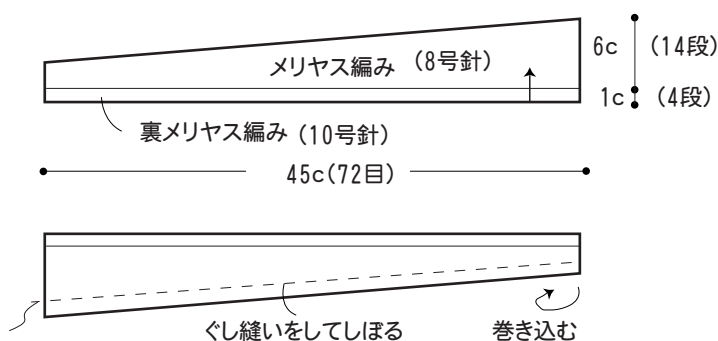 メリヤス編み (8号針) 6c (14段)
1c (4段)
裏メリヤス編み (10号針)
45c(72目)
ぐし縫いをしてしぼる 巻き込む